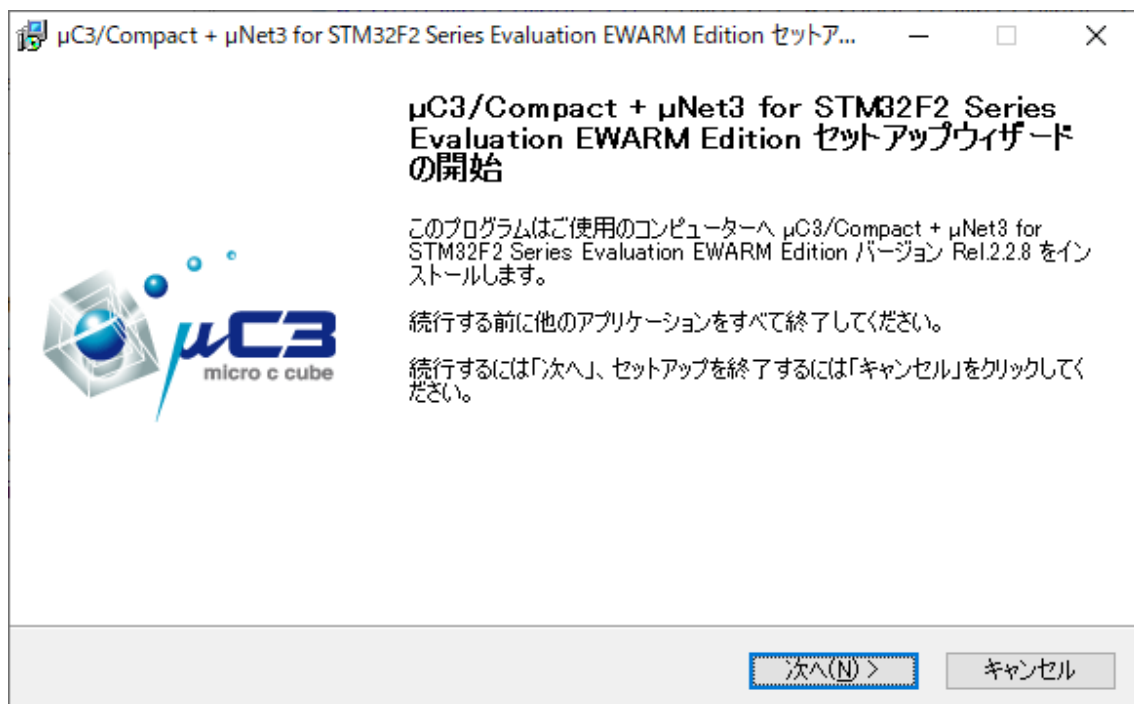 µC3/Compact + µNet3 for STM32F2 Series Evaluation EWARM Edition セットア...
µC3/Compact + µNet3 for STM32F2 Series
Evaluation EWARM Edition セットアップウィザード
の開始
このプログラムはご使用のコンピューターへ µC3/Compact + µNet3 for
STM32F2 Series Evaluation EWARM Edition バージョン Rel.2.2.8 をイン
ストールします。
続行する前に他のアプリケーションをすべて終了してください。
続行するには「次へ」、セットアップを終了するには「キャンセル」をクリックしてく
ださい。
µC3
micro c cube
次へ(N) >
キャンセル